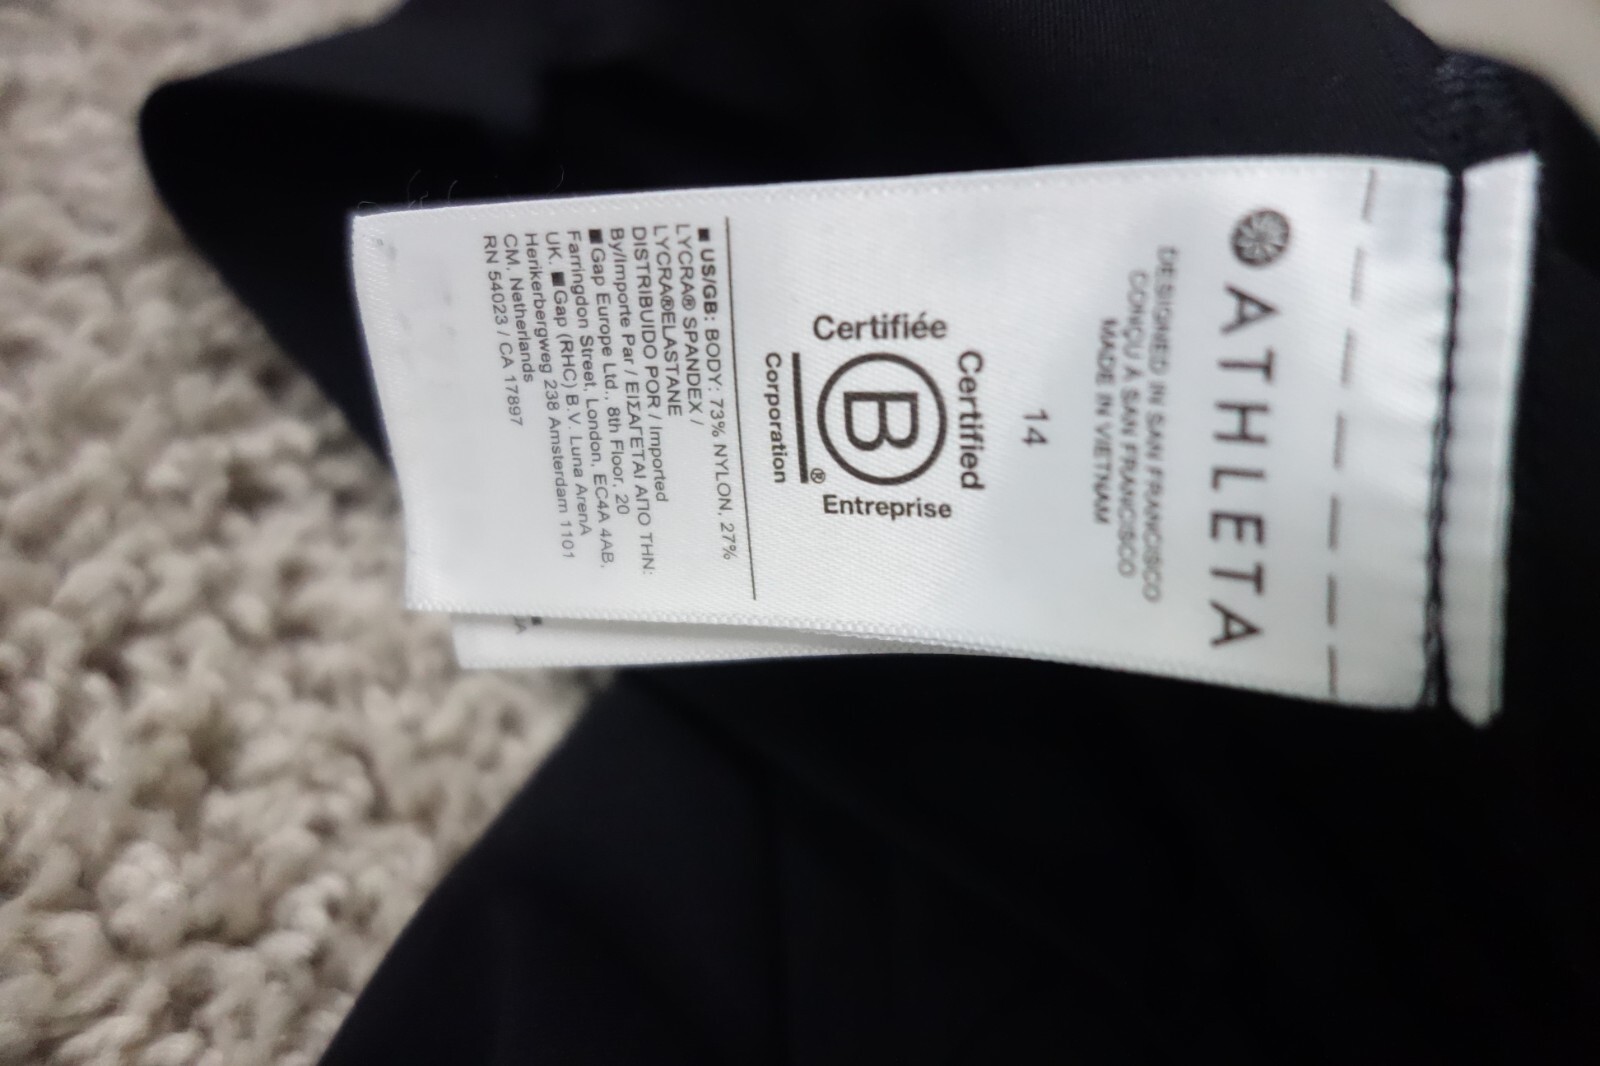 ATHLETA
DESIGNED IN SAN FRANCISCO
CONÇU À SAN FRANCISCO
MADE IN VIETNAM
14
Certified
Certifiée
B
Entreprise
®
Corporation
■ US/GB: BODY: 73% NYLON, 27%
LYCRA® SPANDEX /
LYCRA®ELASTANE
DISTRIBUIDO POR / Imported
By/Importe Par / ΕΙΣΑΓΕΤΑΙ ΑΠΟ ΤΗΝ:
■Gap Europe Ltd., 8th Floor, 20
Farringdon Street, London, EC4A 4AB.
UK. ■Gap (RHC) B.V. Luna ArenA
Herikerbergweg 238 Amsterdam 1101
CM. Netherlands
RN 54023 / CA 17897